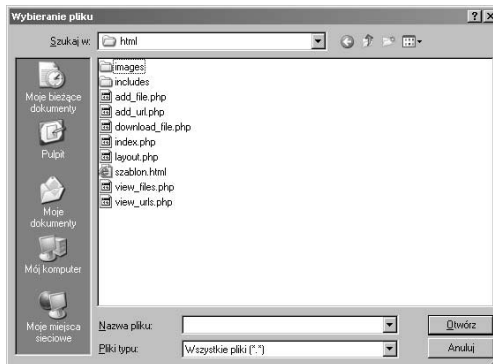 Wybieranie pliku
Szukaj w:
html
images
includes
add_file.php
add_url.php
download_file.php
index.php
layout.php
szablon.html
view_files.php
view_urls.php
Moje bieżące
dokumenty
Pulpit
Moje
dokumenty
Mój komputer
Moje miejsca
sieciowe
Nazwa pliku:
Otwórz
Pliki typu:
Wszystkie pliki (*.*)
Anuluj